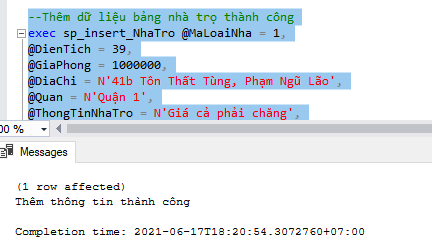 --Thêm dữ liệu bảng nhà trọ thành công
exec sp_insert_NhaTro @MaLoaiNha = 1,
@DienTich = 39,
@GiaPhong = 1000000,
@DiaChi = N'41b Tôn Thất Tùng, Phạm Ngũ Lão',
@Quan = N'Quận 1',
@ThongTinNhaTro = N'Giá cả phải chăng',
00 %
Messages
(1 row affected)
Thêm thông tin thành công
Completion time: 2021-06-17T18:20:54.3072760+07:00